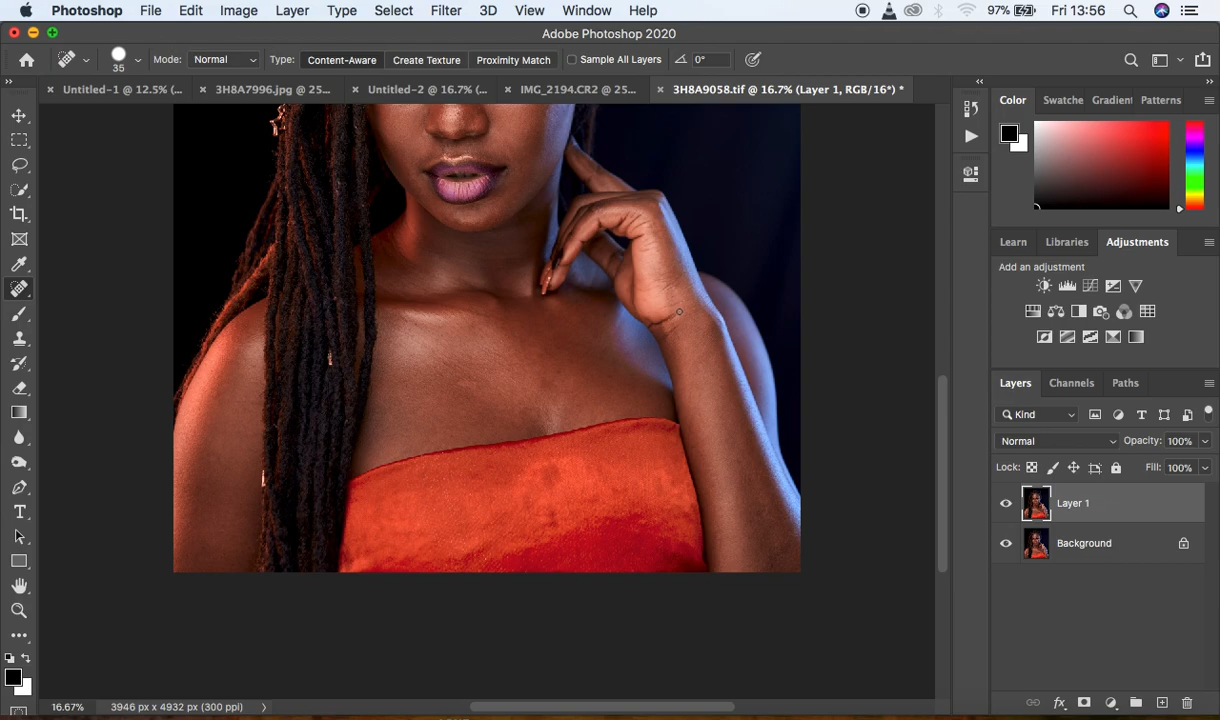 Photoshop File Edit Image Layer Type Select Filter 3D View Window Help 97% Fri 13:56
Adobe Photoshop 2020
35 Mode: Normal Type: Content-Aware Create Texture Proximity Match Sample All Layers 0°
Untitled-1 @ 12.5% (... 3H8A7996.jpg @ 25... Untitled-2 @ 16.7% (... IMG_2194.CR2 @ 25... 3H8A9058.tif @ 16.7% (Layer 1, RGB/16*) *
Color Swatche Gradien Patterns
Learn Libraries Adjustments
Add an adjustment
Layers Channels Paths
Kind
Normal Opacity: 100%
Lock: Fill: 100%
Layer 1
Background
16.67% 3946 px x 4932 px (300 ppi)